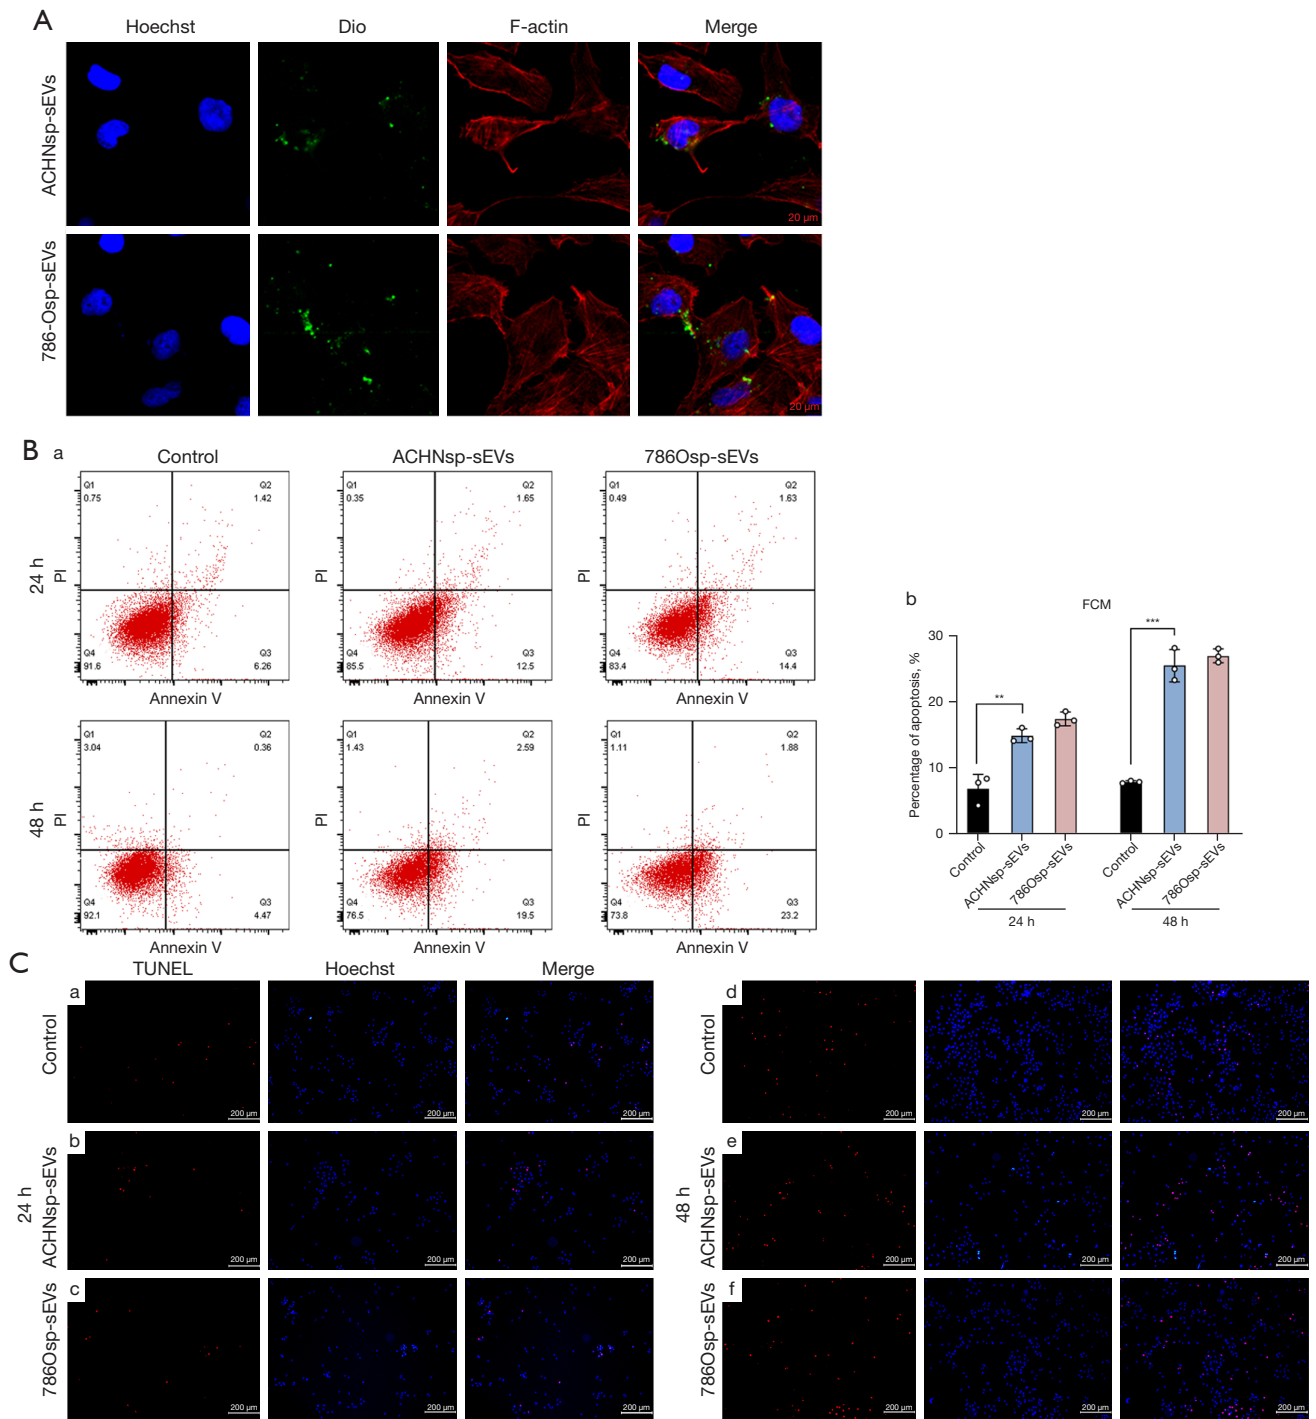 A
Hoechst Dio F-actin Merge
ACHNsp-sEVs
20 µm
786-Osp-sEVs
20 µm
B
a
Control ACHNsp-sEVs 786Osp-sEVs
24 h
PI
Q1 0.75
Q2 1.42
Q4 91.6
Q3 6.26
Annexin V
PI
Q1 0.35
Q2 1.65
Q4 85.5
Q3 12.5
Annexin V
PI
Q1 0.49
Q2 1.63
Q4 83.4
Q3 14.4
Annexin V
48 h
PI
Q1 3.04
Q2 0.36
Q4 92.1
Q3 4.47
Annexin V
PI
Q1 1.43
Q2 2.59
Q4 76.5
Q3 19.5
Annexin V
PI
Q1 1.11
Q2 1.88
Q4 73.8
Q3 23.2
Annexin V
b
FCM
Percentage of apoptosis, %
30
20
10
0
**
***
Control ACHNsp-sEVs 786Osp-sEVs Control ACHNsp-sEVs 786Osp-sEVs
24 h 48 h
C
TUNEL Hoechst Merge
24 h
a
Control
200 µm 200 µm 200 µm
b
ACHNsp-sEVs
200 µm 200 µm 200 µm
c
786Osp-sEVs
200 µm 200 µm 200 µm
48 h
d
Control
200 µm 200 µm 200 µm
e
ACHNsp-sEVs
200 µm 200 µm 200 µm
f
786Osp-sEVs
200 µm 200 µm 200 µm